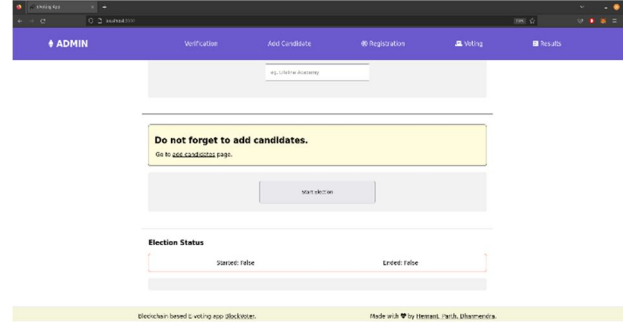 eVoting App
localhost:3000
ADMIN
Verification
Add Candidate
Registration
Voting
Results
eg. Lifeline Academy
Do not forget to add candidates.
Go to add candidates page.
Start election
Election Status
Started: False
Ended: False
Blockchain based E-voting app BlockVoter.
Made with ♥ by Hemant, Parth, Dharmendra.